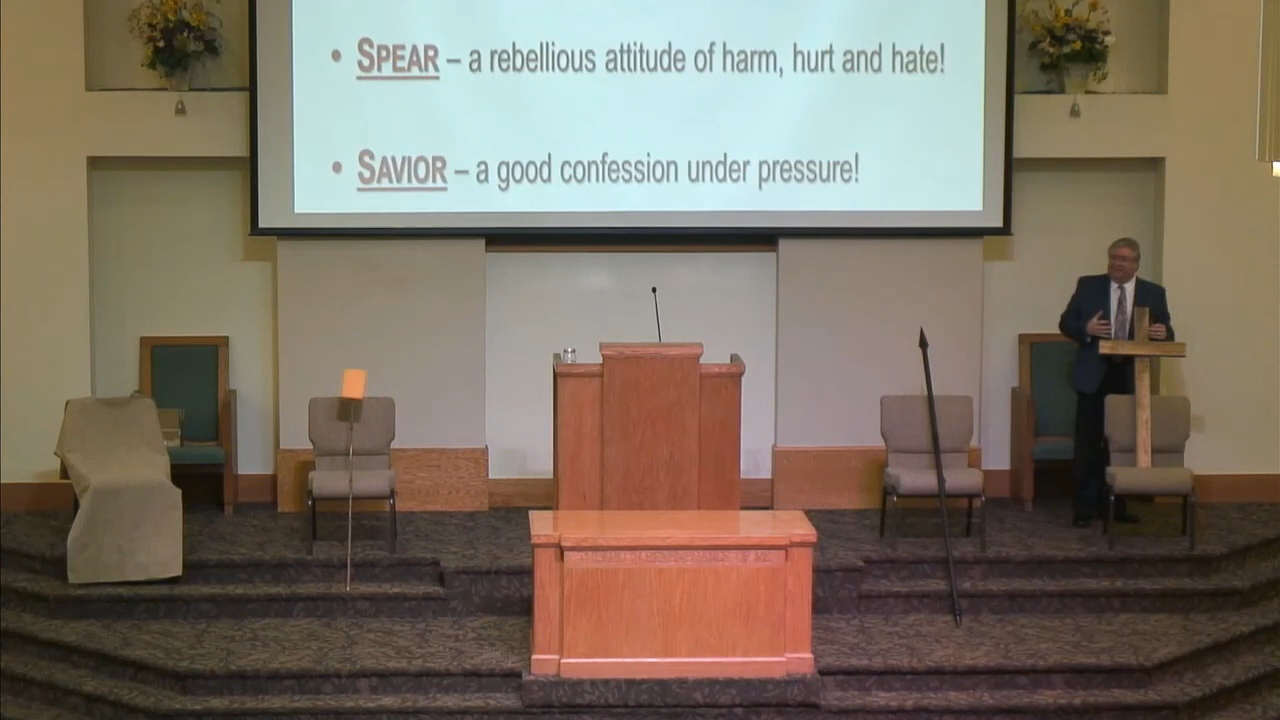 • SPEAR – a rebellious attitude of harm, hurt and hate!
• SAVIOR – a good confession under pressure!